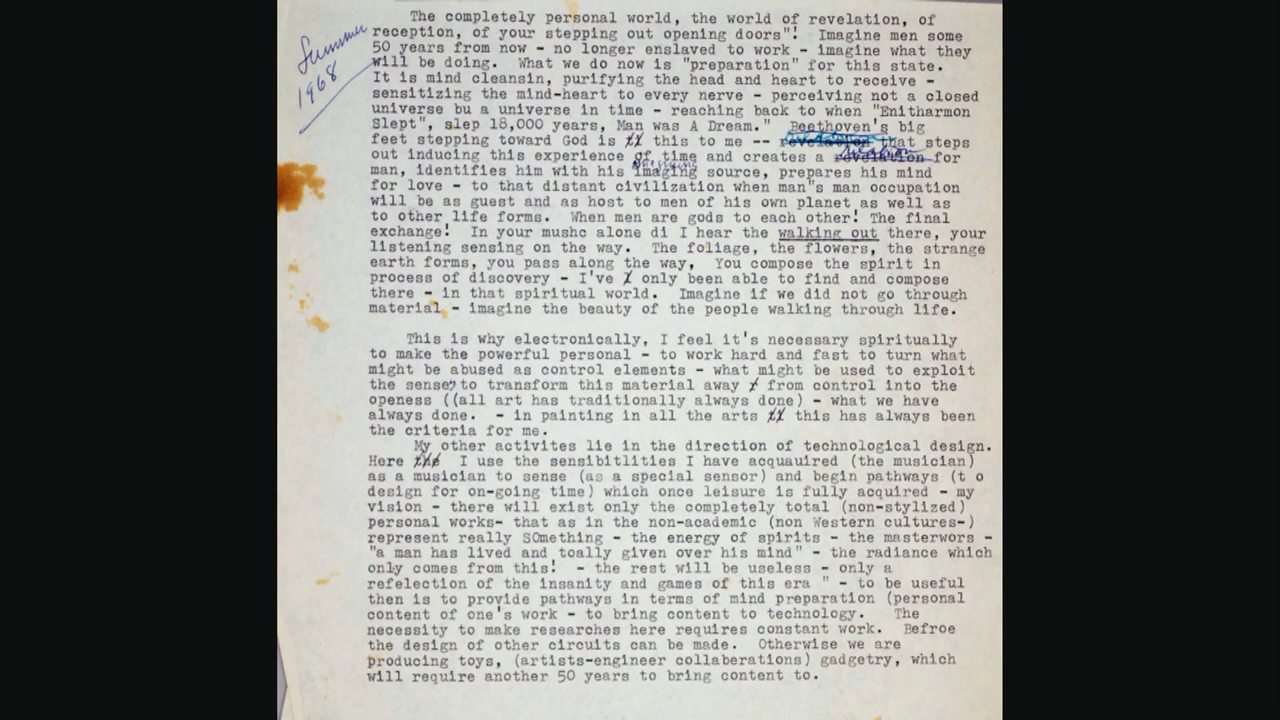 Summer
1968
The completely personal world, the world of revelation, of
reception, of your stepping out opening doors"! Imagine men some
50 years from now - no longer enslaved to work - imagine what they
will be doing. What we do now is "preparation" for this state.
It is mind cleansin, purifying the head and heart to receive -
sensitizing the mind-heart to every nerve - perceiving not a closed
universe bu a universe in time - reaching back to when "Enitharmon
Slept", slep 18,000 years, Man was A Dream." Beethoven's big
feet stepping toward God is this to me -- revelation that steps
out inducing this experience of time and creates a revelation for
man, identifies him with his imaging source, prepares his mind
for love - to that distant civilization when man"s man occupation
will be as guest and as host to men of his own planet as well as
to other life forms. When men are gods to each other! The final
exchange! In your mushc alone di I hear the walking out there, your
listening sensing on the way. The foliage, the flowers, the strange
earth forms, you pass along the way, You compose the spirit in
process of discovery - I've only been able to find and compose
there - in that spiritual world. Imagine if we did not go through
material - imagine the beauty of the people walking through life.
This is why electronically, I feel it's necessary spiritually
to make the powerful personal - to work hard and fast to turn what
might be abused as control elements - what might be used to exploit
the sense, to transform this material away from control into the
openess ((all art has traditionally always done) - what we have
always done. - in painting in all the arts this has always been
the criteria for me.
My other activites lie in the direction of technological design.
Here I use the sensibitlities I have acquauired (the musician)
as a musician to sense (as a special sensor) and begin pathways (t o
design for on-going time) which once leisure is fully acquired - my
vision - there will exist only the completely total (non-stylized)
personal works- that as in the non-academic (non Western cultures-)
represent really SOmething - the energy of spirits - the masterwors -
"a man has lived and toally given over his mind" - the radiance which
only comes from this! - the rest will be useless - only a
refelection of the insanity and games of this era " - to be useful
then is to provide pathways in terms of mind preparation (personal
content of one's work - to bring content to technology. The
necessity to make researches here requires constant work. Befroe
the design of other circuits can be made. Otherwise we are
producing toys, (artists-engineer collaberations) gadgetry, which
will require another 50 years to bring content to.